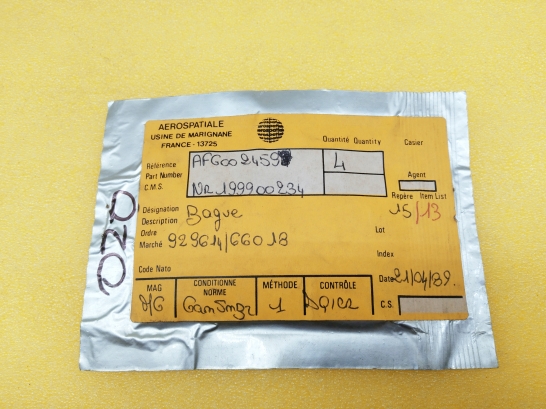 AEROSPATIALE
USINE DE MARIGNANE
FRANCE - 13725
Quantité Quantity
Casier
Référence
Part Number
C.M.S.
AFG002459
4
NR 199900234
Agent
Repère Item List
15/13
Désignation
Description
Bague
Lot
Ordre
Marché
929614/66018
Index
Code Nato
Date 21/04/89.
MAG
CONDITIONNE
NORME
MÉTHODE
CONTRÔLE
C.S.
1
020